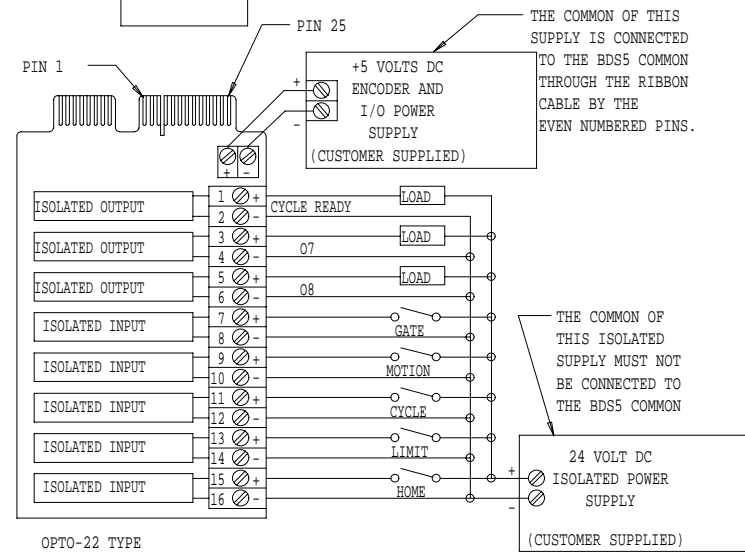 PIN 25
PIN 1
THE COMMON OF THIS
SUPPLY IS CONNECTED
TO THE BDS5 COMMON
THROUGH THE RIBBON
CABLE BY THE
EVEN NUMBERED PINS.
+5 VOLTS DC
ENCODER AND
I/O POWER
SUPPLY
(CUSTOMER SUPPLIED)
+
-
+ -
ISOLATED OUTPUT 1 + CYCLE READY LOAD
2 -
ISOLATED OUTPUT 3 + LOAD
4 - O7
ISOLATED OUTPUT 5 + LOAD
6 - O8
ISOLATED INPUT 7 +
8 - GATE
ISOLATED INPUT 9 +
10 - MOTION
ISOLATED INPUT 11 +
12 - CYCLE
ISOLATED INPUT 13 +
14 - LIMIT
ISOLATED INPUT 15 +
16 - HOME
THE COMMON OF
THIS ISOLATED
SUPPLY MUST NOT
BE CONNECTED TO
THE BDS5 COMMON
24 VOLT DC
+ ISOLATED POWER
- SUPPLY
(CUSTOMER SUPPLIED)
OPTO-22 TYPE